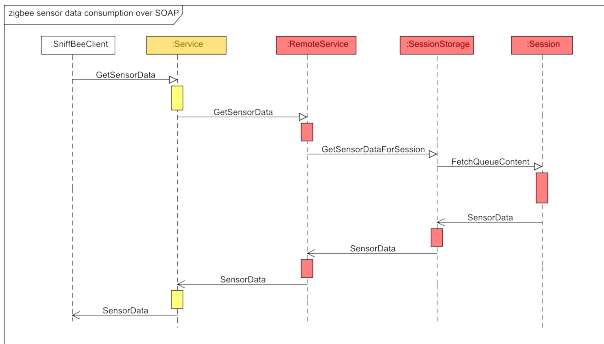 zigbee sensor data consumption over SOAP
:SniffBeeClient
:Service
:RemoteService
:SessionStorage
:Session
GetSensorData
GetSensorData
GetSensorDataForSession
FetchQueueContent
SensorData
SensorData
SensorData
SensorData